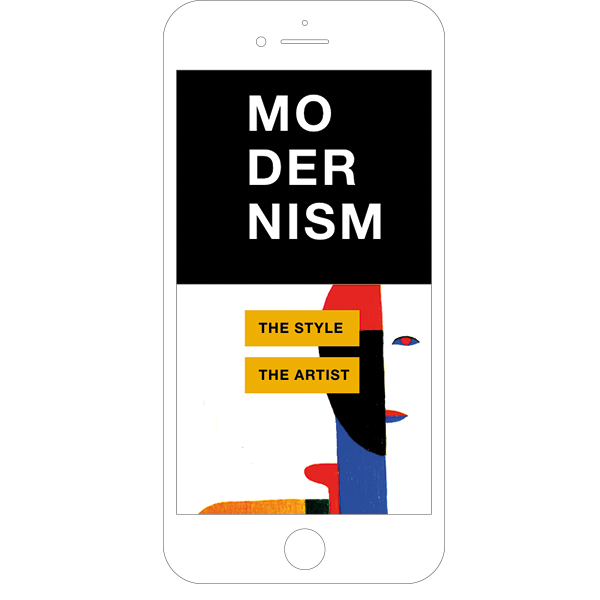 MO
DER
NISM
THE STYLE
THE ARTIST